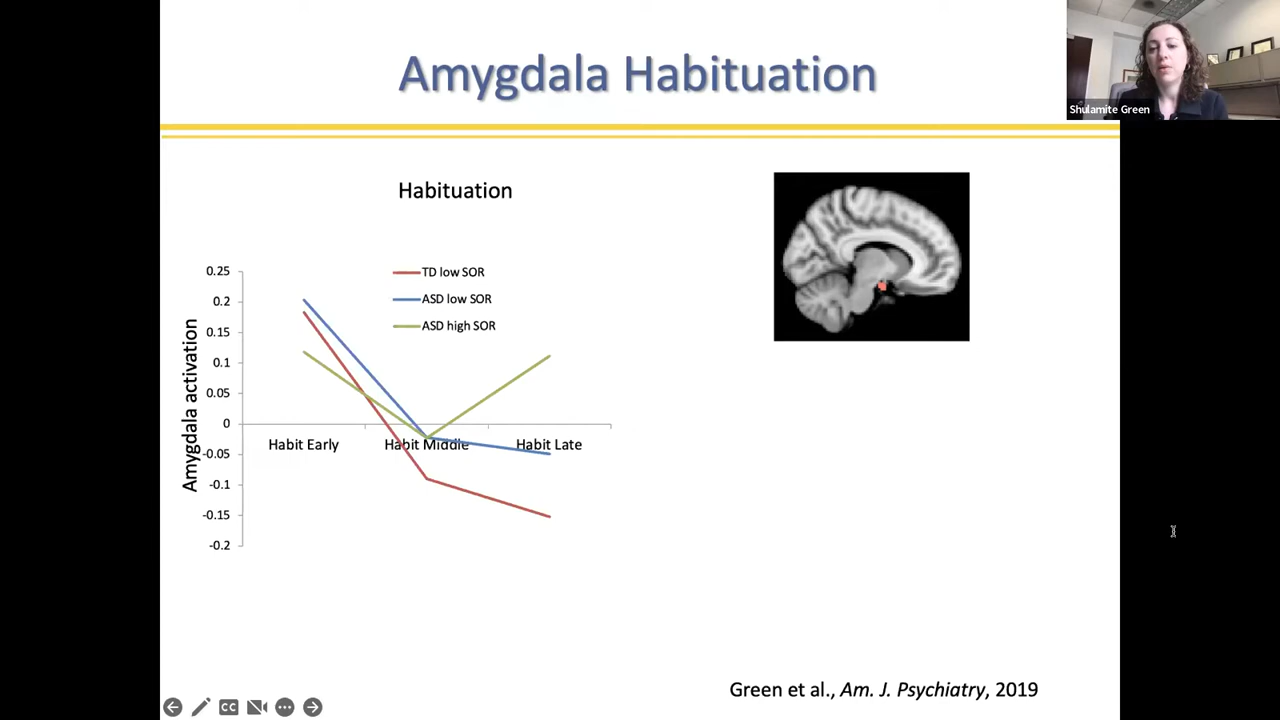 Amygdala Habituation
Shulamite Green
Habituation
TD low SOR
ASD low SOR
ASD high SOR
Amygdala activation
0.25
0.2
0.15
0.1
0.05
0
-0.05
-0.1
-0.15
-0.2
Habit Early
Habit Middle
Habit Late
Green et al., Am. J. Psychiatry, 2019
CC